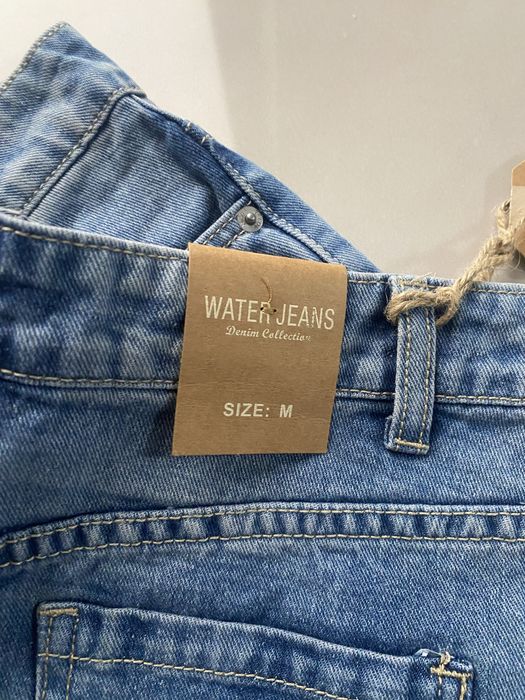 WATER JEANS
Denim Collection
SIZE: M